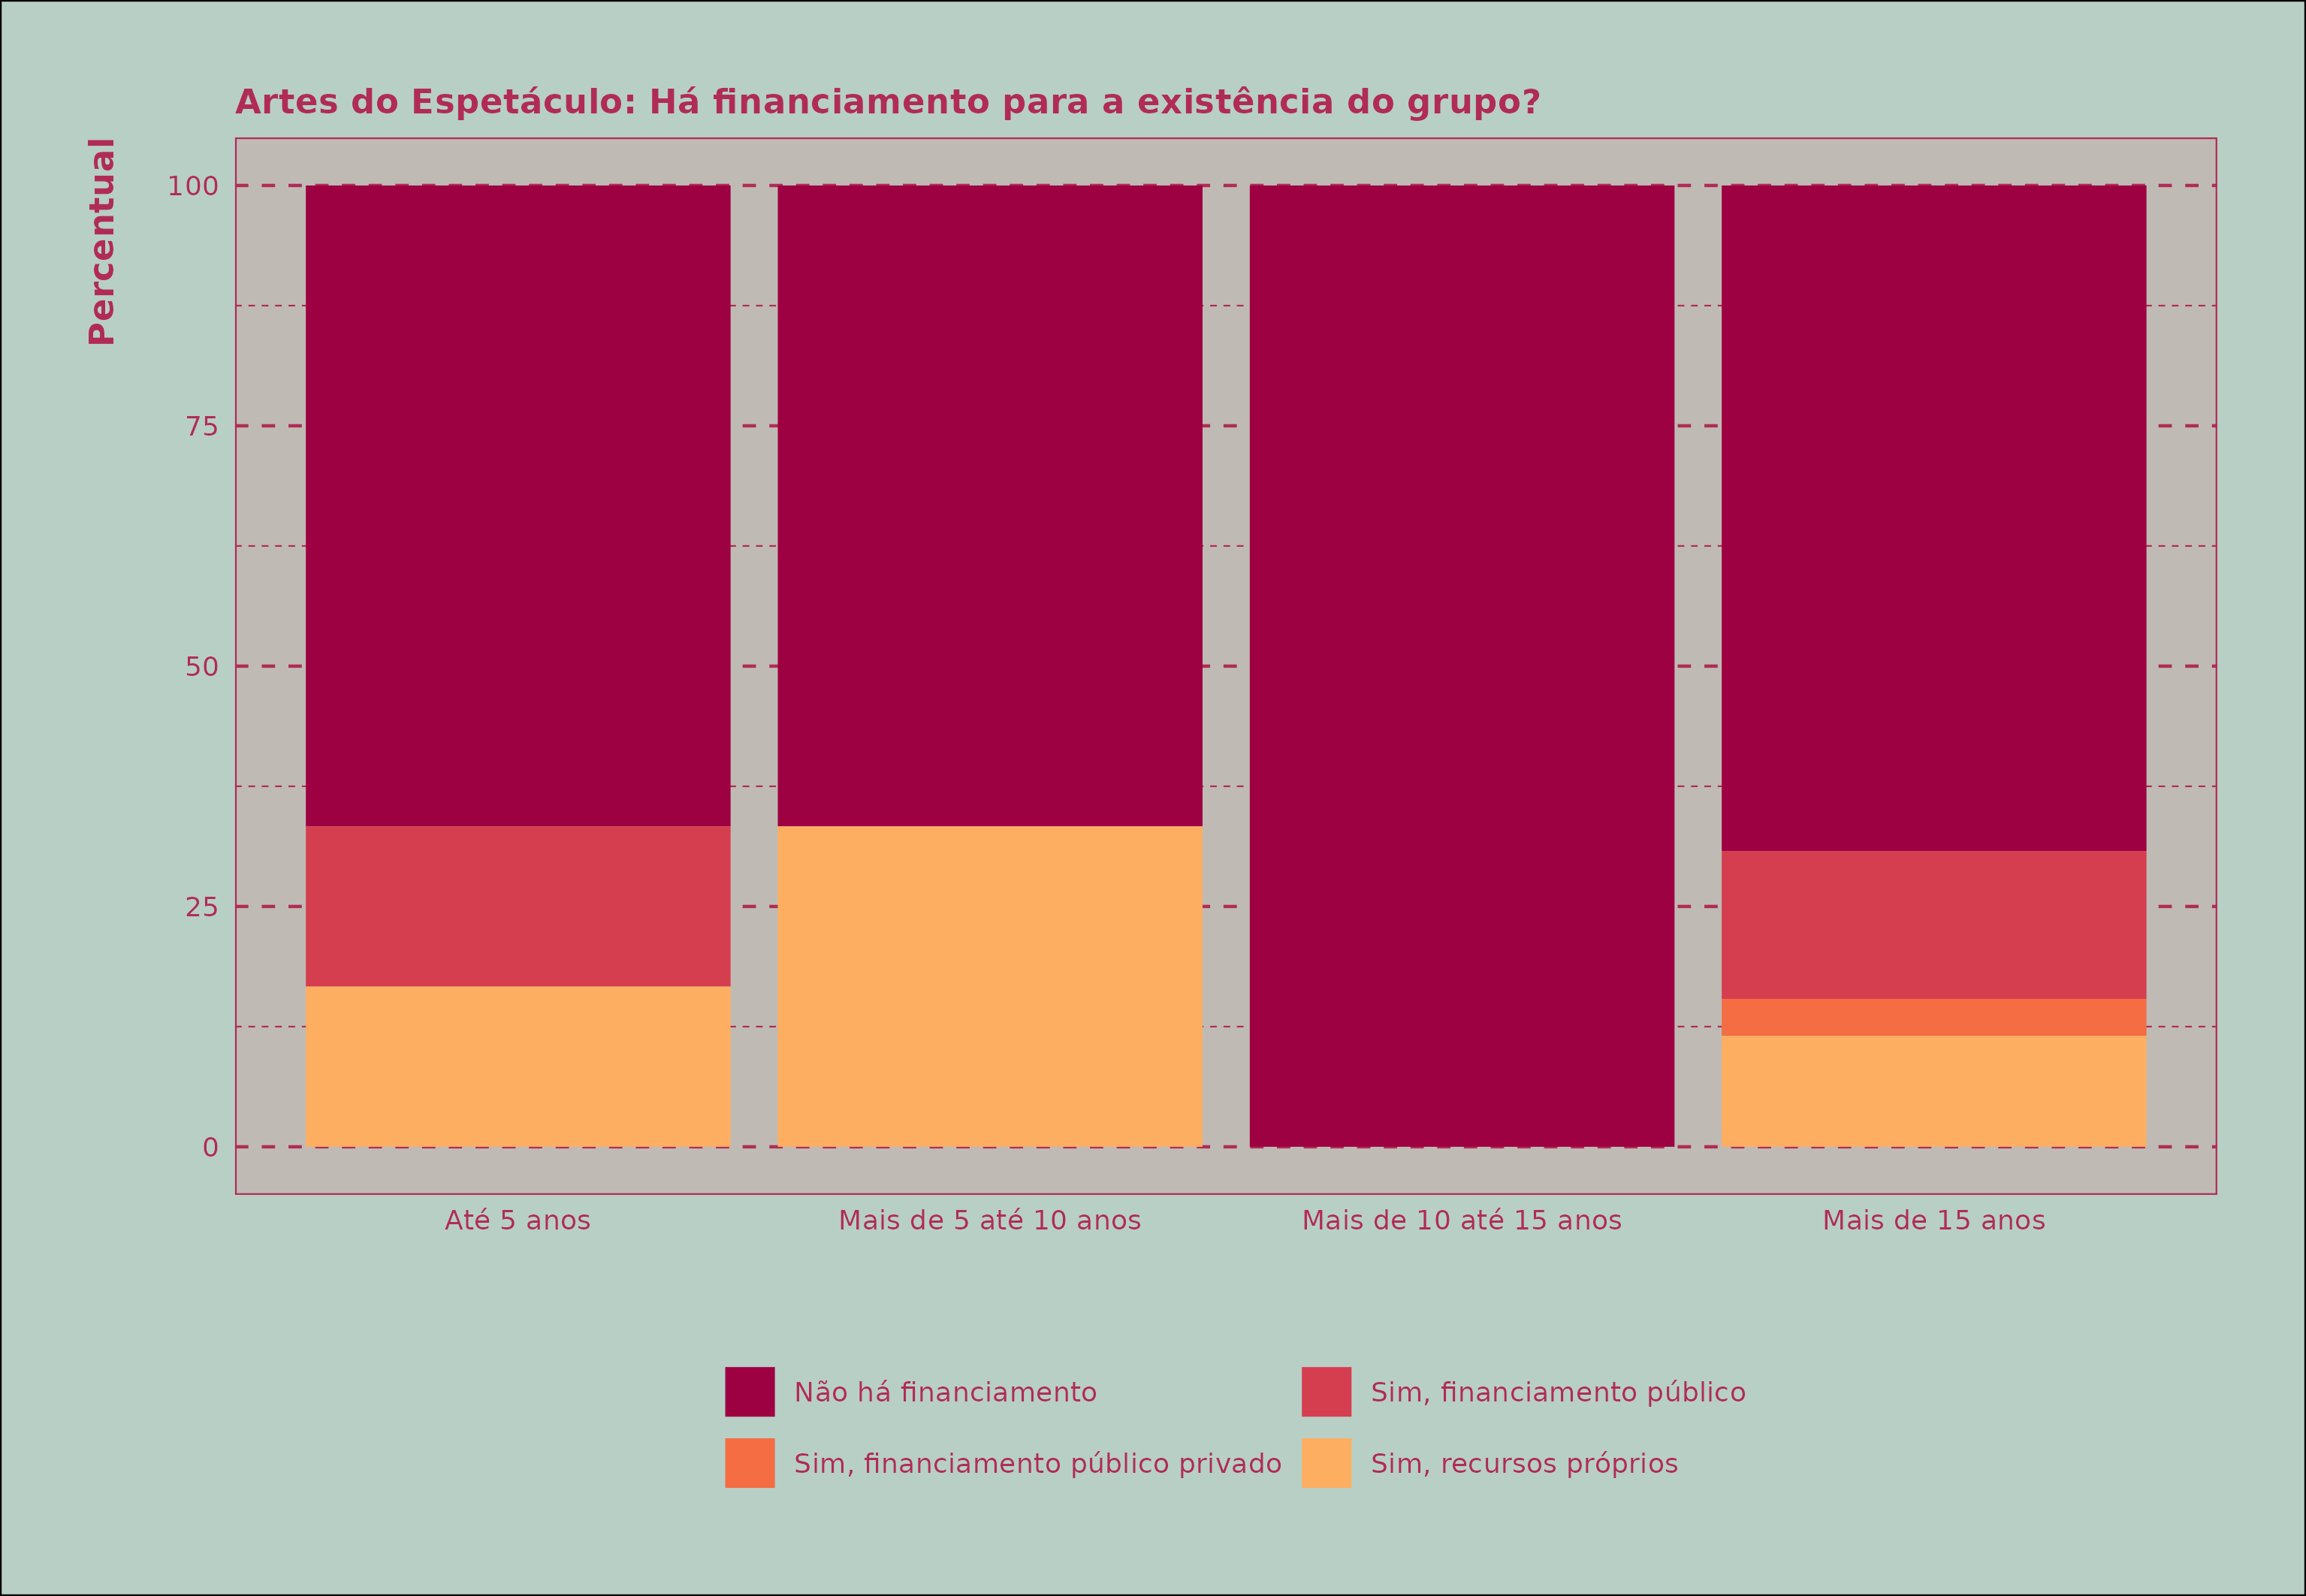 Artes do Espetáculo: Há financiamento para a existência do grupo?
Percentual
100
75
50
25
0
Até 5 anos
Mais de 5 até 10 anos
Mais de 10 até 15 anos
Mais de 15 anos
Não há financiamento
Sim, financiamento público
Sim, financiamento público privado
Sim, recursos próprios